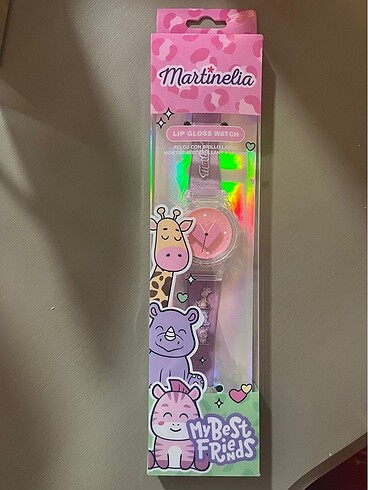 Martinelia
LIP GLOSS WATCH
RELOJ CON BRILLO LABIAL
My BeST
FRieNDS